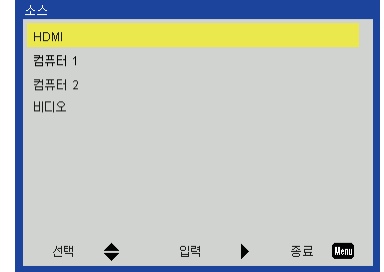 소스
HDMI
컴퓨터 1
컴퓨터 2
비디오
선택 입력 종료 Menu